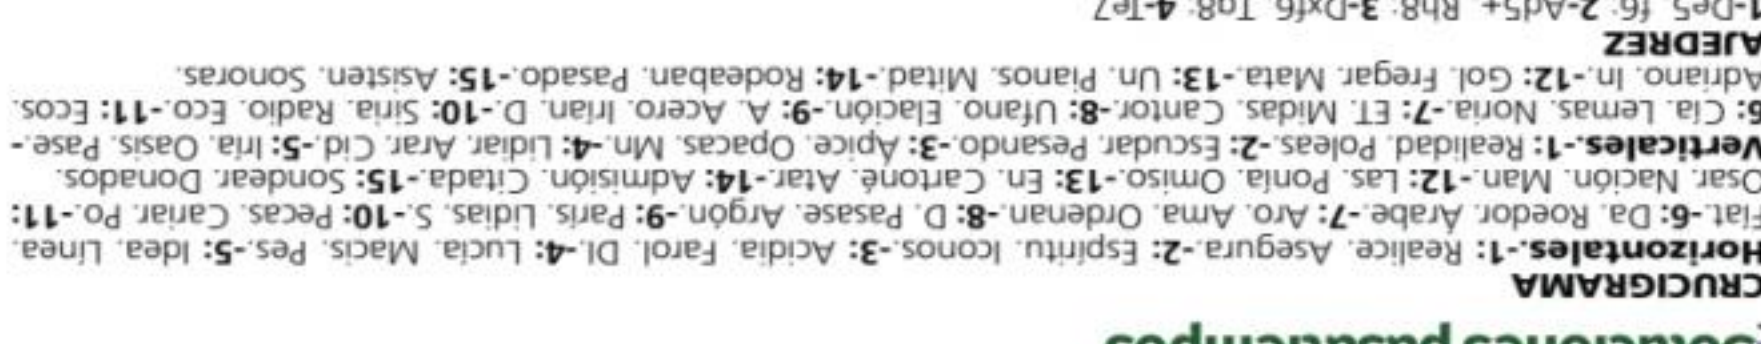 Soluciones pasatiempos
CRUCIGRAMA
Horizontales.-1: Realice. Asegura.-2: Espíritu. Iconos.-3: Acidia. Farol. DI.-4: Lucía. Macis. Pes.-5: Idea. Línea.
iat.-6: Da. Roedor. Arabe.-7: Aro. Ama. Ordenan.-8: D. Pasase. Argón.-9: París. Lidias. S.-10: Pecas. Cariar. Po.-11:
Osar. Nación. Man.-12: Las. Ponía. Omiso.-13: En. Cartoné. Atar.-14: Admisión. Citada.-15: Sondear. Donados.
Verticales.-1: Realidad. Poleas.-2: Escudar. Pesando.-3: Apice. Opacas. Mn.-4: Lidiar. Arar. Cid.-5: Iria. Oasis. Pase.-
6: Cía. Lemas. Noria.-7: ET. Midas. Cantor.-8: Ufano. Elación.-9: A. Acero. Irían. D.-10: Siria. Radio. Eco.-11: Ecos.
Adriano. In.-12: Gol. Fregar. Mata.-13: Un. Pianos. Mitad.-14: Rodeaban. Pasado.-15: Asisten. Sonoras.
AJEDREZ
1-De5, f6; 2-Ad5+, Rh8; 3-Dxf6, Tg8; 4-Te7